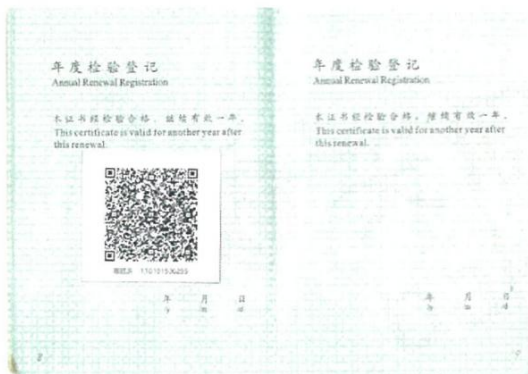 年度检验登记
Annual Renewal Registration
本证书经检验合格，继续有效一年。
This certificate is valid for another year after
this renewal.
年 月 日
y m d
年度检验登记
Annual Renewal Registration
本证书经检验合格，继续有效一年。
This certificate is valid for another year after
this renewal.
年 月 日
y m d